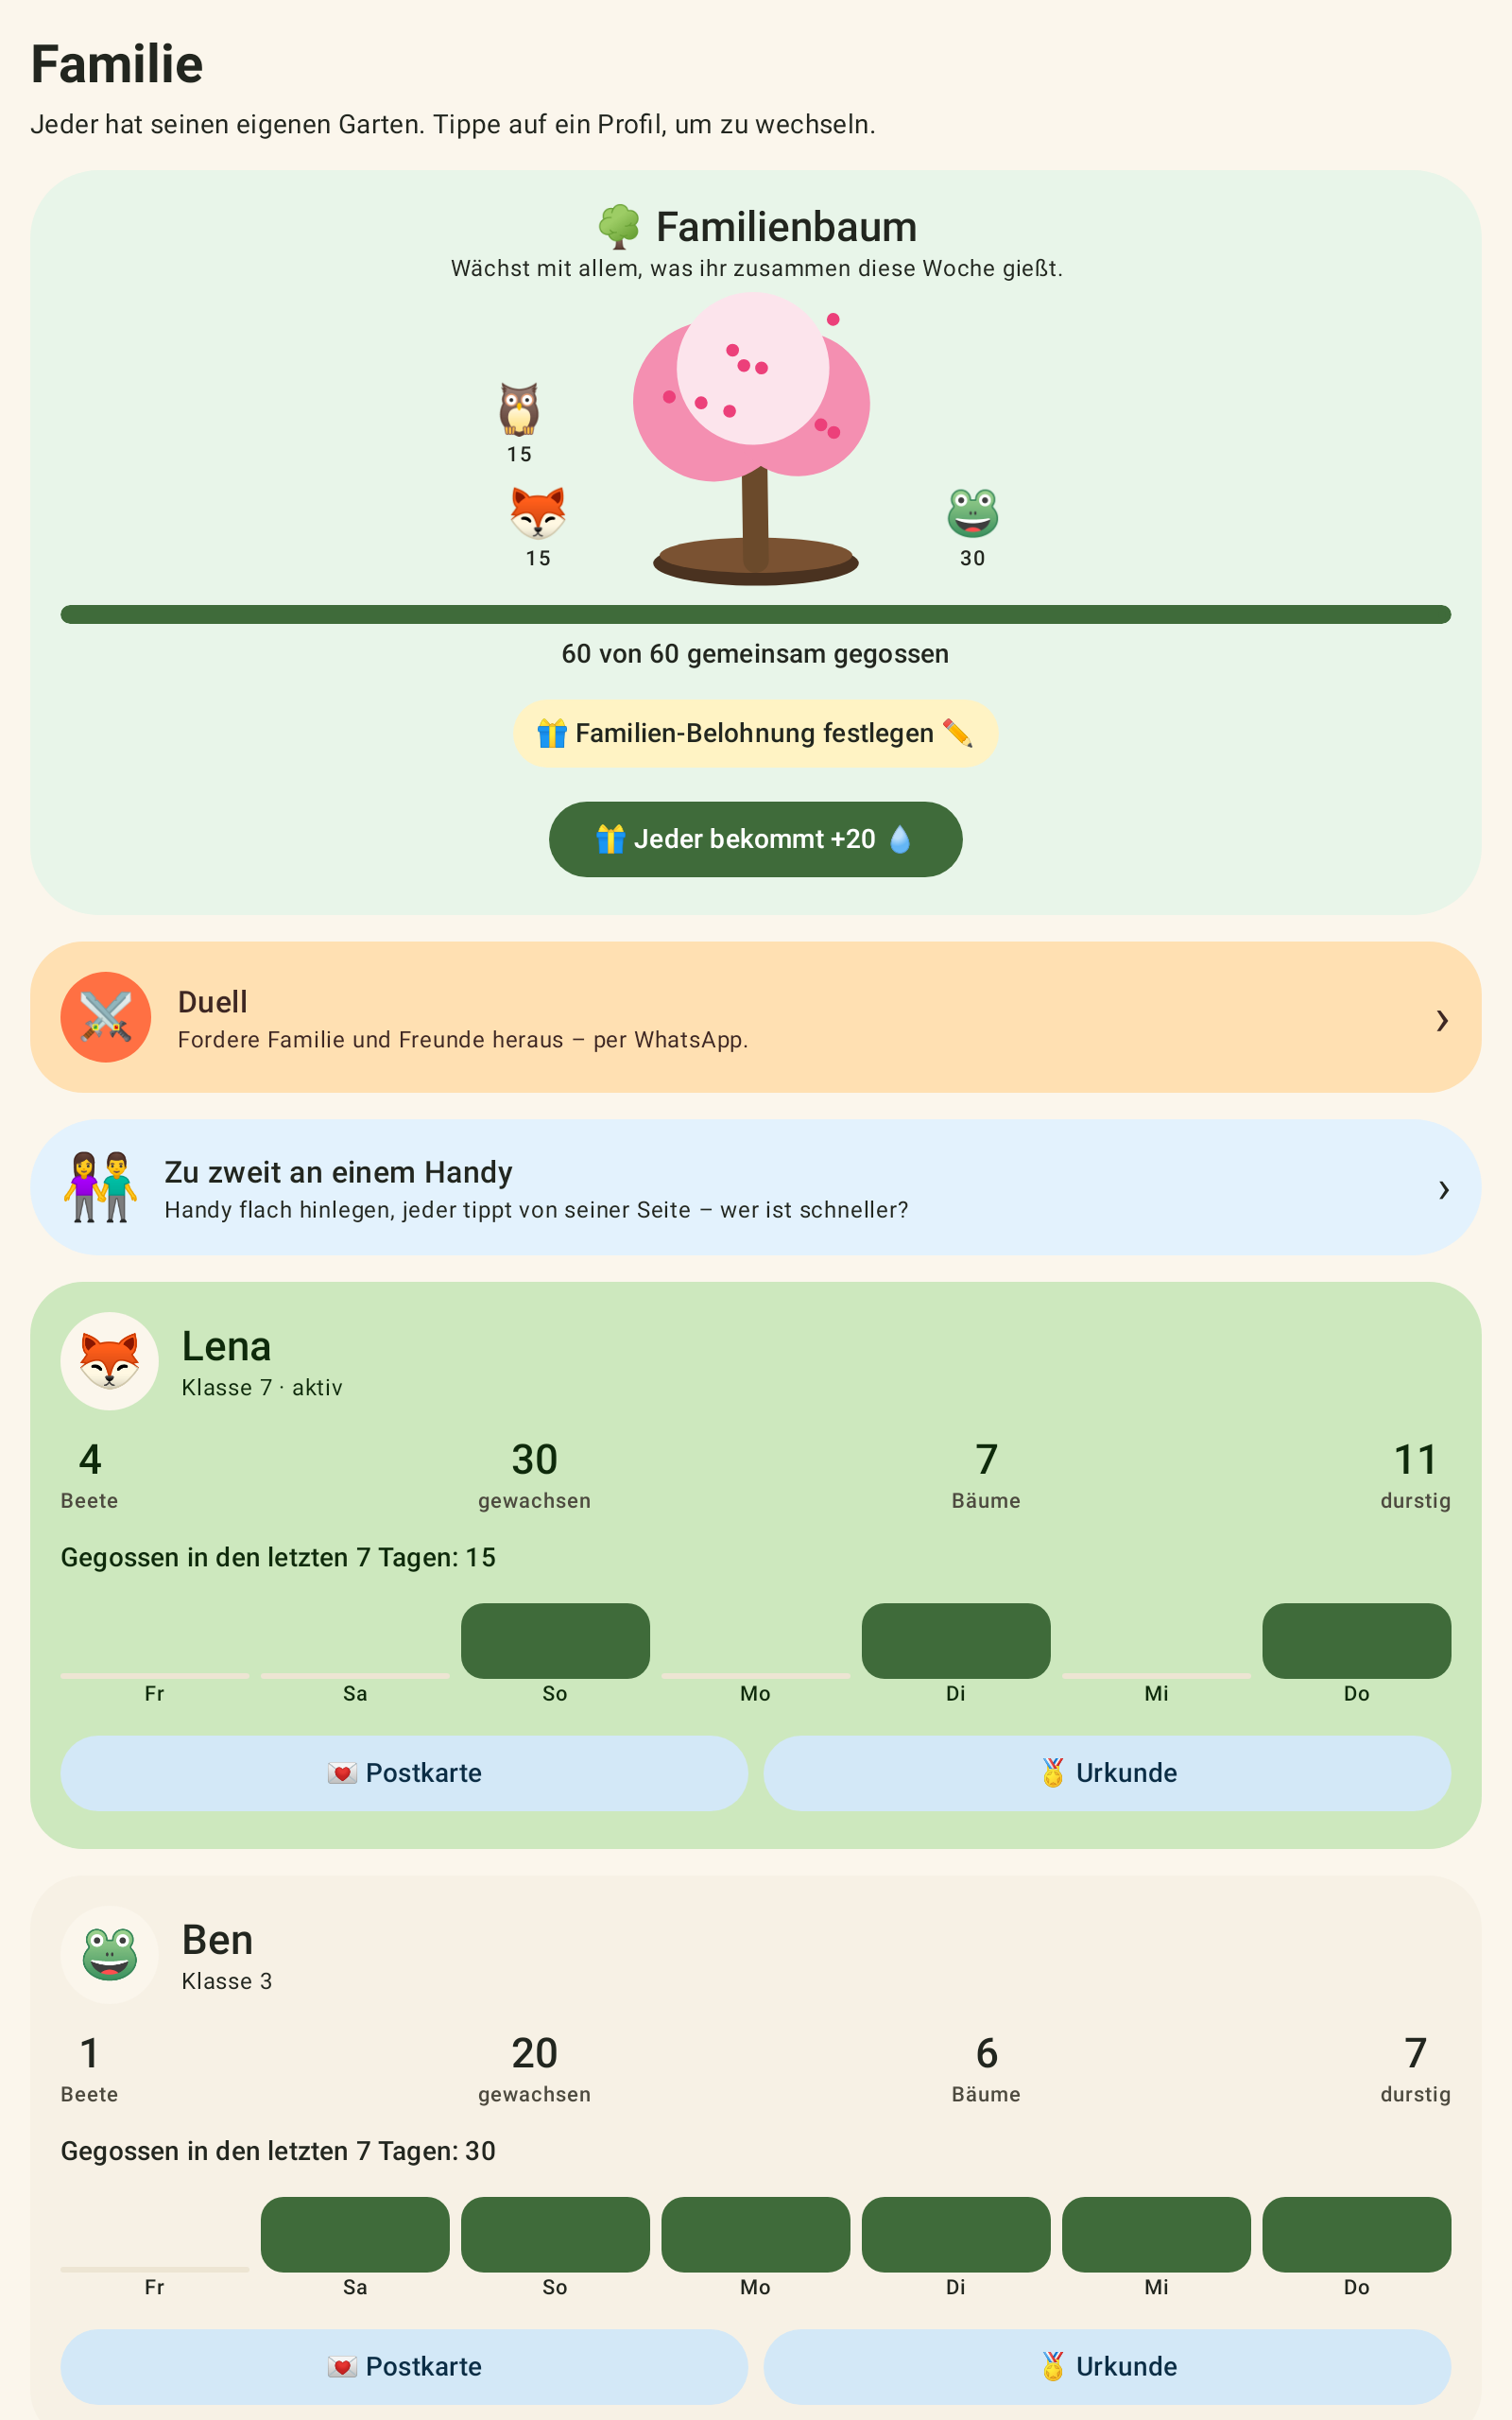 Familie
Jeder hat seinen eigenen Garten. Tippe auf ein Profil, um zu wechseln.
Familienbaum
Wächst mit allem, was ihr zusammen diese Woche gießt.
15
15
30
60 von 60 gemeinsam gegossen
Familien-Belohnung festlegen
Jeder bekommt +20
Duell
Fordere Familie und Freunde heraus – per WhatsApp.
Zu zweit an einem Handy
Handy flach hinlegen, jeder tippt von seiner Seite – wer ist schneller?
Lena
Klasse 7 · aktiv
4 30 7 11
Beete gewachsen Bäume durstig
Gegossen in den letzten 7 Tagen: 15
Fr Sa So Mo Di Mi Do
Postkarte Urkunde
Ben
Klasse 3
1 20 6 7
Beete gewachsen Bäume durstig
Gegossen in den letzten 7 Tagen: 30
Fr Sa So Mo Di Mi Do
Postkarte Urkunde